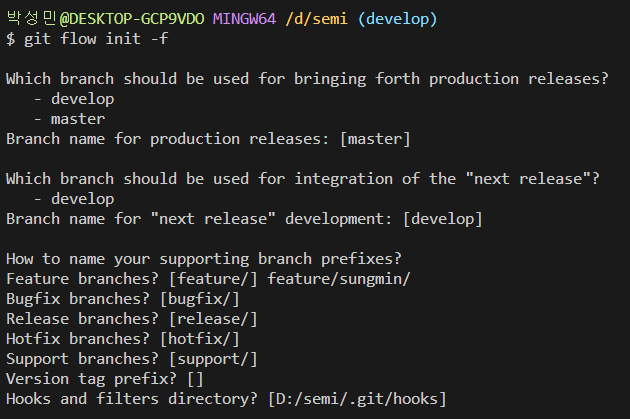 박성민@DESKTOP-GCP9VDO MINGW64 /d/semi (develop)
$ git flow init -f
Which branch should be used for bringing forth production releases?
- develop
- master
Branch name for production releases: [master]
Which branch should be used for integration of the "next release"?
- develop
Branch name for "next release" development: [develop]
How to name your supporting branch prefixes?
Feature branches? [feature/] feature/sungmin/
Bugfix branches? [bugfix/]
Release branches? [release/]
Hotfix branches? [hotfix/]
Support branches? [support/]
Version tag prefix? []
Hooks and filters directory? [D:/semi/.git/hooks]